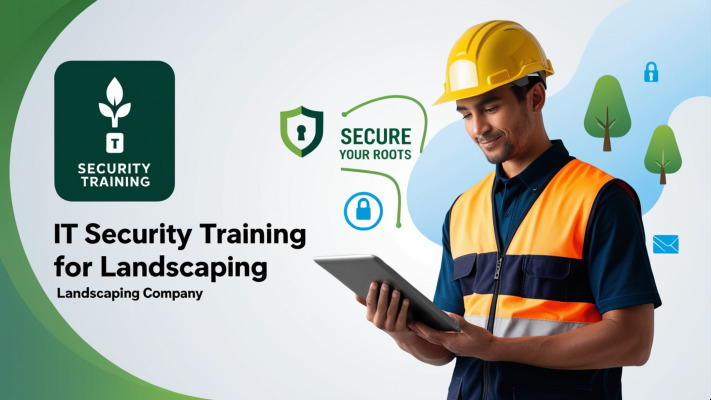 T
SECURITY
TRAINING
SECURE
YOUR ROOTS
IT Security Training
for Landscaping
Landscaping Company